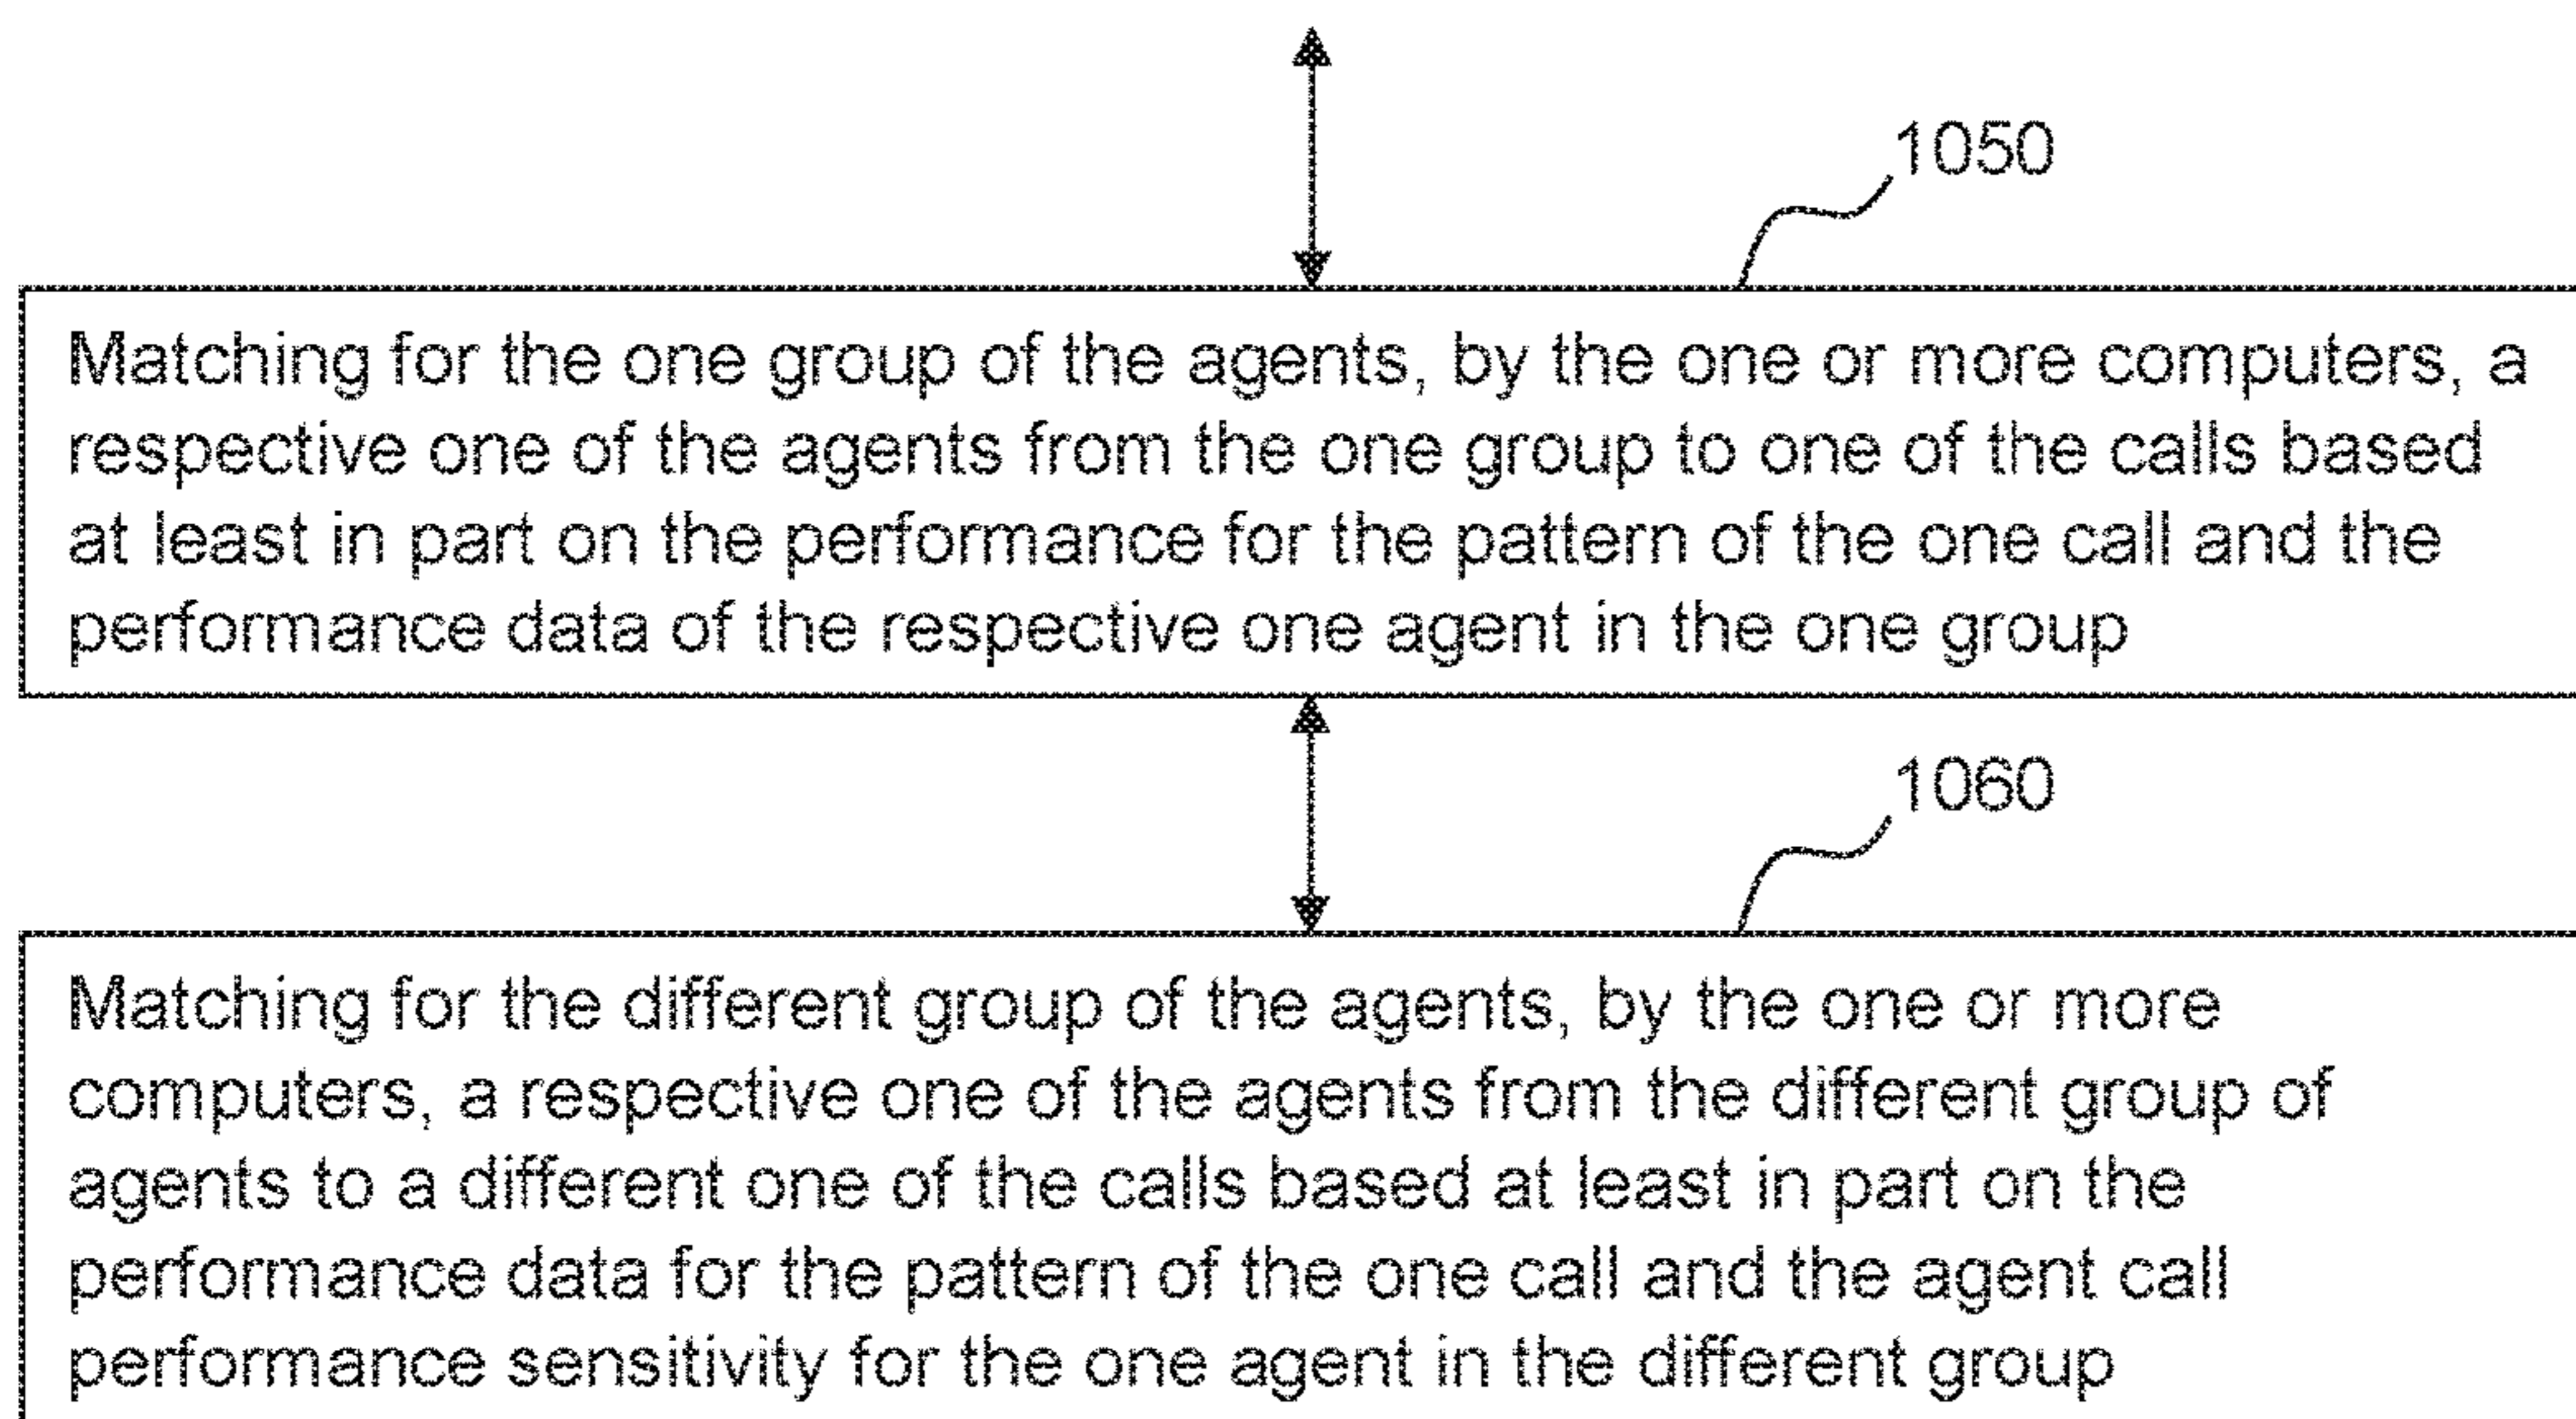 1050
Matching for the one group of the agents, by the one or more computers, a
respective one of the agents from the one group to one of the calls based
at least in part on the performance for the pattern of the one call and the
performance data of the respective one agent in the one group
1060
Matching for the different group of the agents, by the one or more
computers, a respective one of the agents from the different group of
agents to a different one of the calls based at least in part on the
performance data for the pattern of the one call and the agent call
performance sensitivity for the one agent in the different group